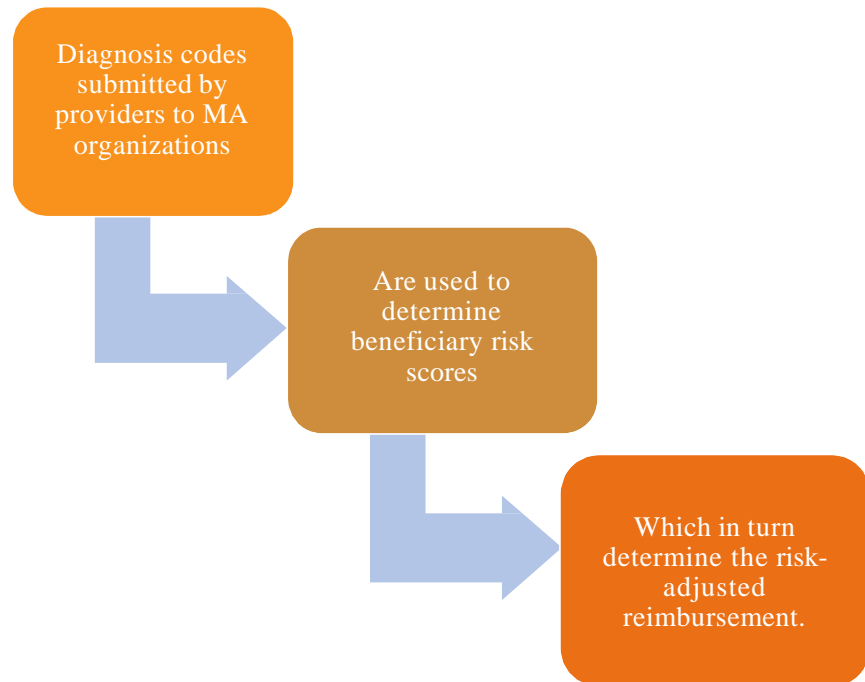 Diagnosis codes
submitted by
providers to MA
organizations
Are used to
determine
beneficiary risk
scores
Which in turn
determine the risk-
adjusted
reimbursement.